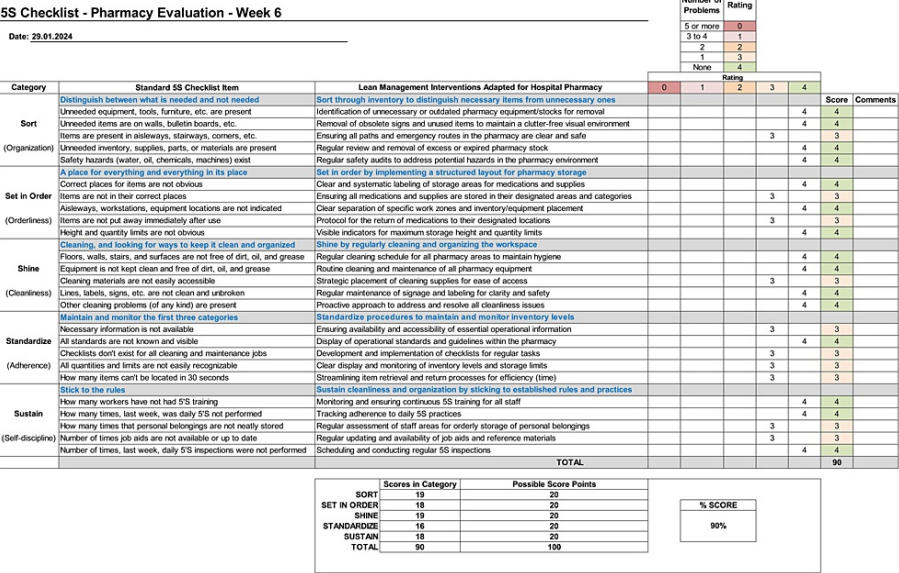 5S Checklist - Pharmacy Evaluation - Week 6
Date: 29.01.2024
Number of Problems Rating
5 or more 0
3 to 4 1
2 2
1 3
None 4
Rating
Category Standard 5S Checklist Item Lean Management Interventions Adapted for Hospital Pharmacy 0 1 2 3 4
Distinguish between what is needed and not needed Sort through inventory to distinguish necessary items from unnecessary ones Score Comments
Unneeded equipment, tools, furniture, etc. are present Identification of unnecessary or outdated pharmacy equipment/stocks for removal 4 4
Sort Unneeded items are on walls, bulletin boards, etc. Removal of obsolete signs and unused items to maintain a clutter-free visual environment 4 4
Items are present in aisleways, stairways, corners, etc. Ensuring all paths and emergency routes in the pharmacy are clear and safe 3 3
(Organization) Unneeded inventory, supplies, parts, or materials are present Regular review and removal of excess or expired pharmacy stock 4 4
Safety hazards (water, oil, chemicals, machines) exist Regular safety audits to address potential hazards in the pharmacy environment 4 4
A place for everything and everything in its place Set in order by implementing a structured layout for pharmacy storage
Correct places for items are not obvious Clear and systematic labeling of storage areas for medications and supplies 4 4
Set in Order Items are not in their correct places Ensuring all medications and supplies are stored in their designated areas and categories 3 3
Aisleways, workstations, equipment locations are not indicated Clear separation of specific work zones and inventory/equipment placement 4 4
(Orderliness) Items are not put away immediately after use Protocol for the return of medications to their designated locations 3 3
Height and quantity limits are not obvious Visible indicators for maximum storage height and quantity limits 4 4
Cleaning, and looking for ways to keep it clean and organized Shine by regularly cleaning and organizing the workspace
Floors, walls, stairs, and surfaces are not free of dirt, oil, and grease Regular cleaning schedule for all pharmacy areas to maintain hygiene 4 4
Shine Equipment is not kept clean and free of dirt, oil, and grease Routine cleaning and maintenance of all pharmacy equipment 4 4
Cleaning materials are not easily accessible Strategic placement of cleaning supplies for ease of access 3 3
(Cleanliness) Lines, labels, signs, etc. are not clean and unbroken Regular maintenance of signage and labeling for clarity and safety 4 4
Other cleaning problems (of any kind) are present Proactive approach to address and resolve all cleanliness issues 4 4
Maintain and monitor the first three categories Standardize procedures to maintain and monitor inventory levels
Necessary information is not available Ensuring availability and accessibility of essential operational information 3 3
Standardize All standards are not known and visible Display of operational standards and guidelines within the pharmacy 4 4
Checklists don't exist for all cleaning and maintenance jobs Development and implementation of checklists for regular tasks 3 3
(Adherence) All quantities and limits are not easily recognizable Clear display and monitoring of inventory levels and storage limits 3 3
How many items can't be located in 30 seconds Streamlining item retrieval and return processes for efficiency (time) 3 3
Stick to the rules Sustain cleanliness and organization by sticking to established rules and practices
How many workers have not had 5'S training Monitoring and ensuring continuous 5S training for all staff 4 4
Sustain How many times, last week, was daily 5'S not performed Tracking adherence to daily 5S practices 4 4
How many times that personal belongings are not neatly stored Regular assessment of staff areas for orderly storage of personal belongings 3 3
(Self-discipline) Number of times job aids are not available or up to date Regular updating and availability of job aids and reference materials 3 3
Number of times, last week, daily 5'S inspections were not performed Scheduling and conducting regular 5S inspections 4 4
TOTAL 90
Scores in Category Possible Score Points
SORT 19 20
SET IN ORDER 18 20 % SCORE
SHINE 19 20
STANDARDIZE 16 20 90%
SUSTAIN 18 20
TOTAL 90 100